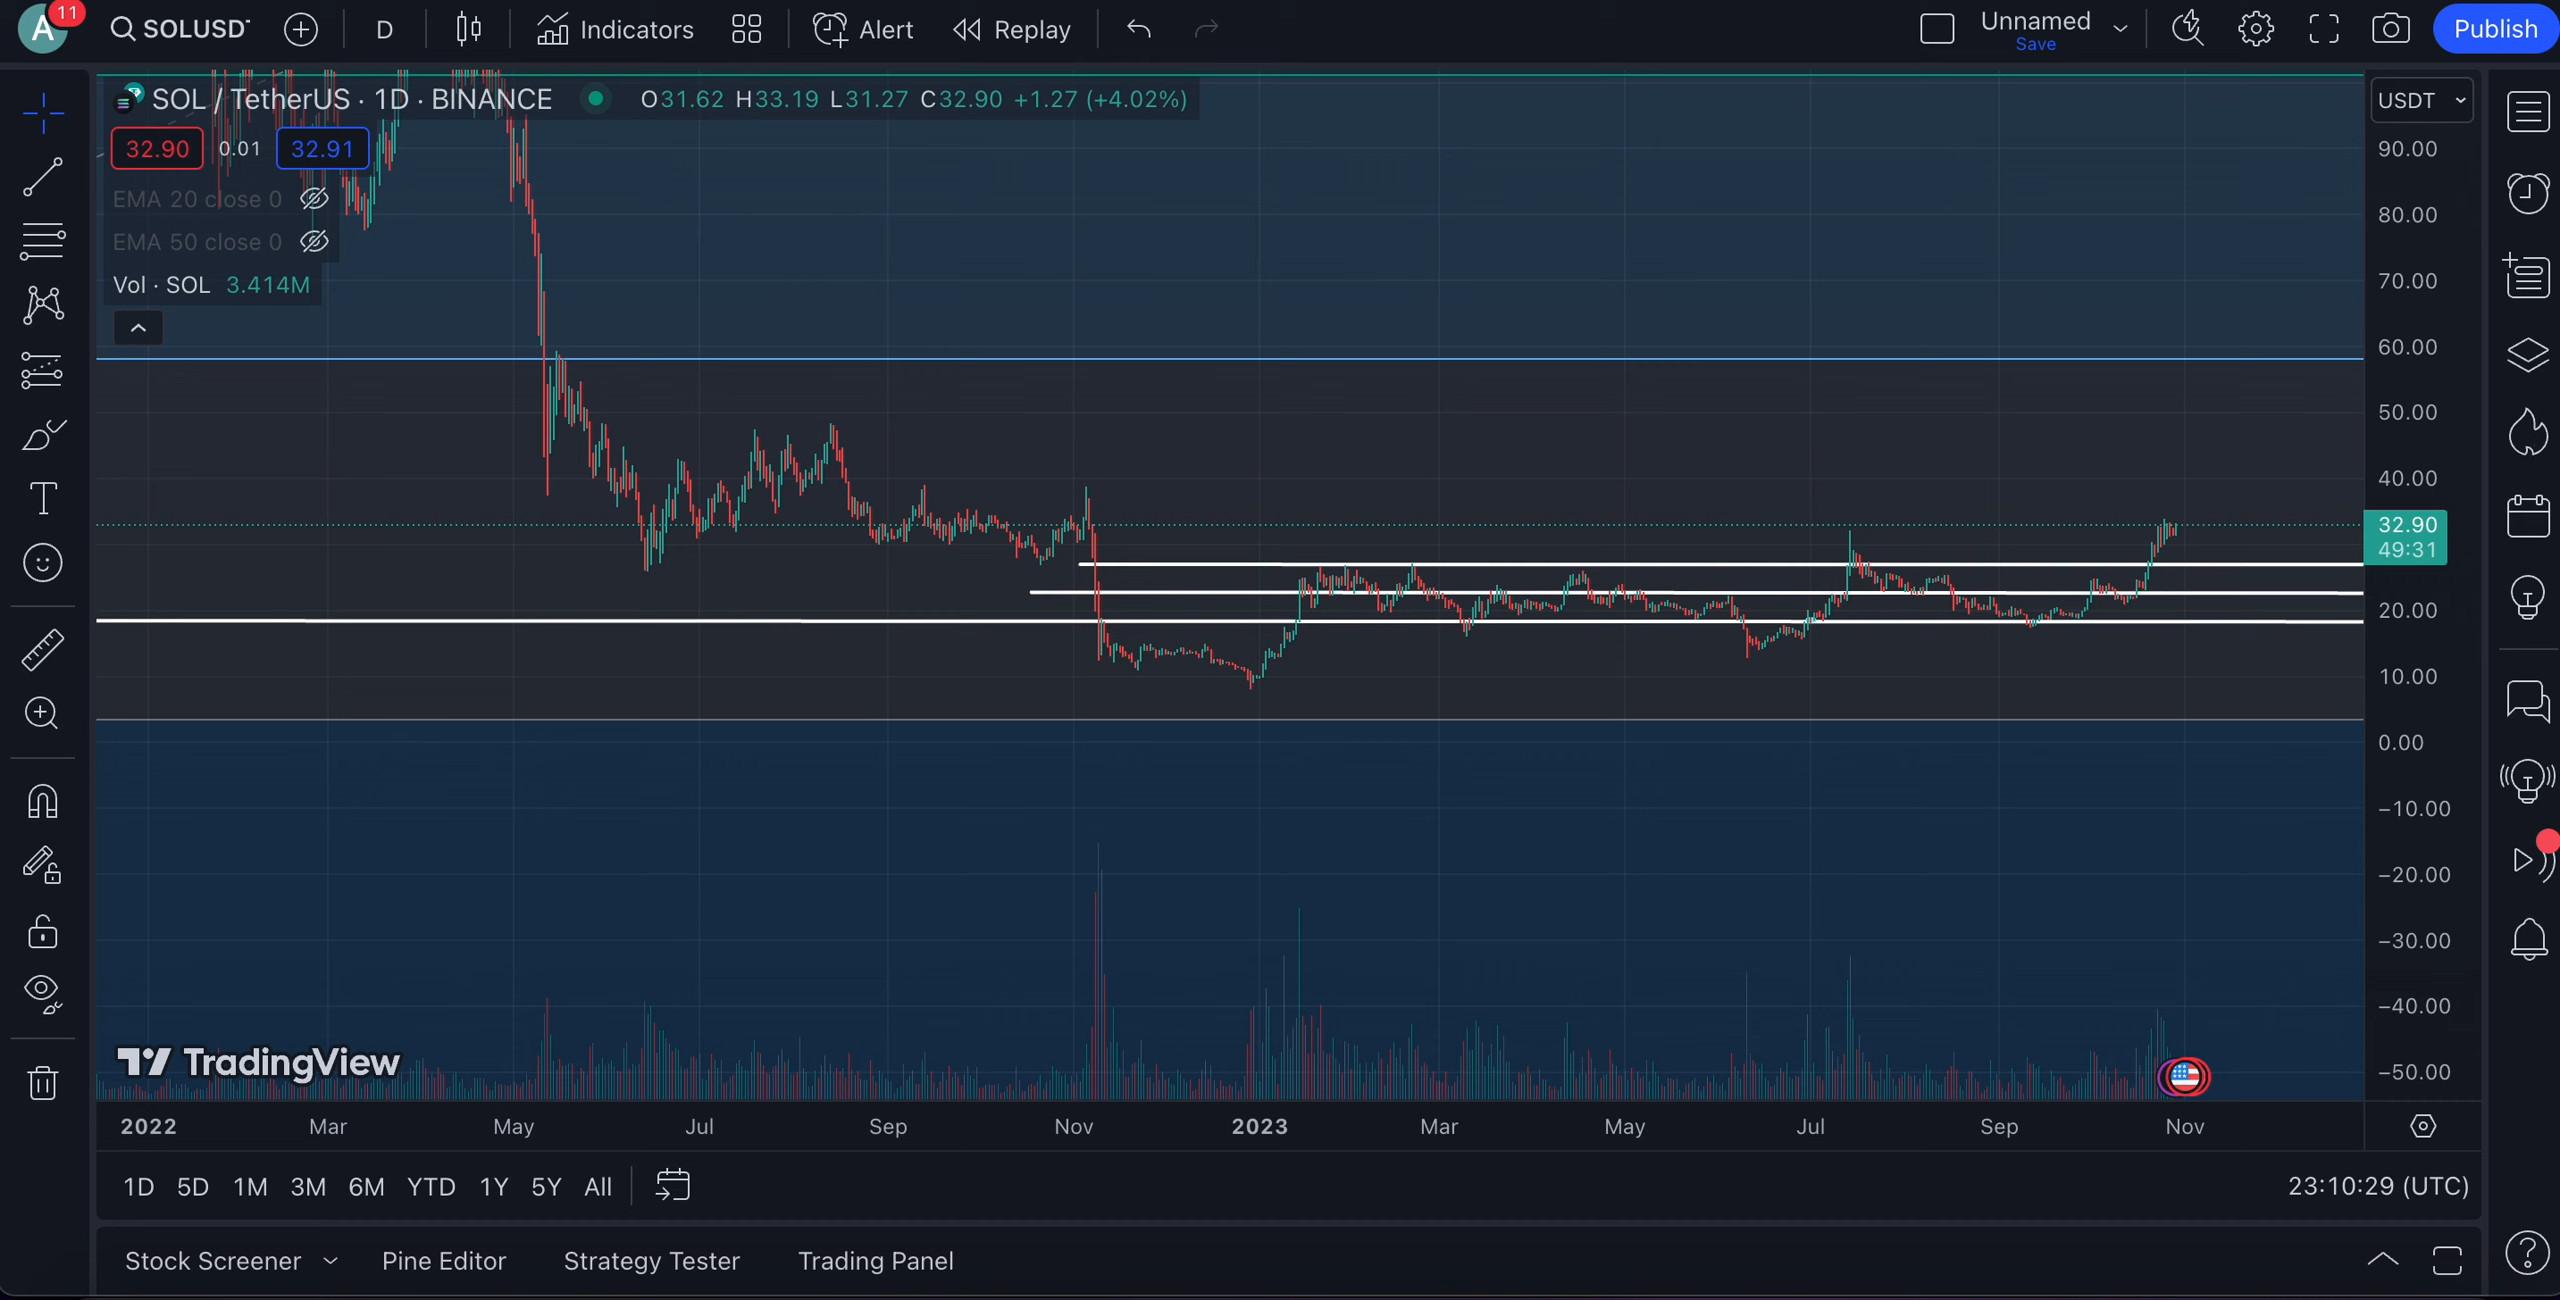 A 11 SOLUSDT D Indicators Alert Replay Unnamed Publish
Save
SOL / TetherUS · 1D · BINANCE O31.62 H33.19 L31.27 C32.90 +1.27 (+4.02%) USDT
32.90 0.01 32.91
EMA 20 close 0
EMA 50 close 0
Vol · SOL 3.414M
90.00
80.00
70.00
60.00
50.00
40.00
32.90
49:31
20.00
10.00
0.00
−10.00
−20.00
−30.00
−40.00
−50.00
TradingView
2022 Mar May Jul Sep Nov 2023 Mar May Jul Sep Nov
1D 5D 1M 3M 6M YTD 1Y 5Y All 23:10:29 (UTC)
Stock Screener Pine Editor Strategy Tester Trading Panel